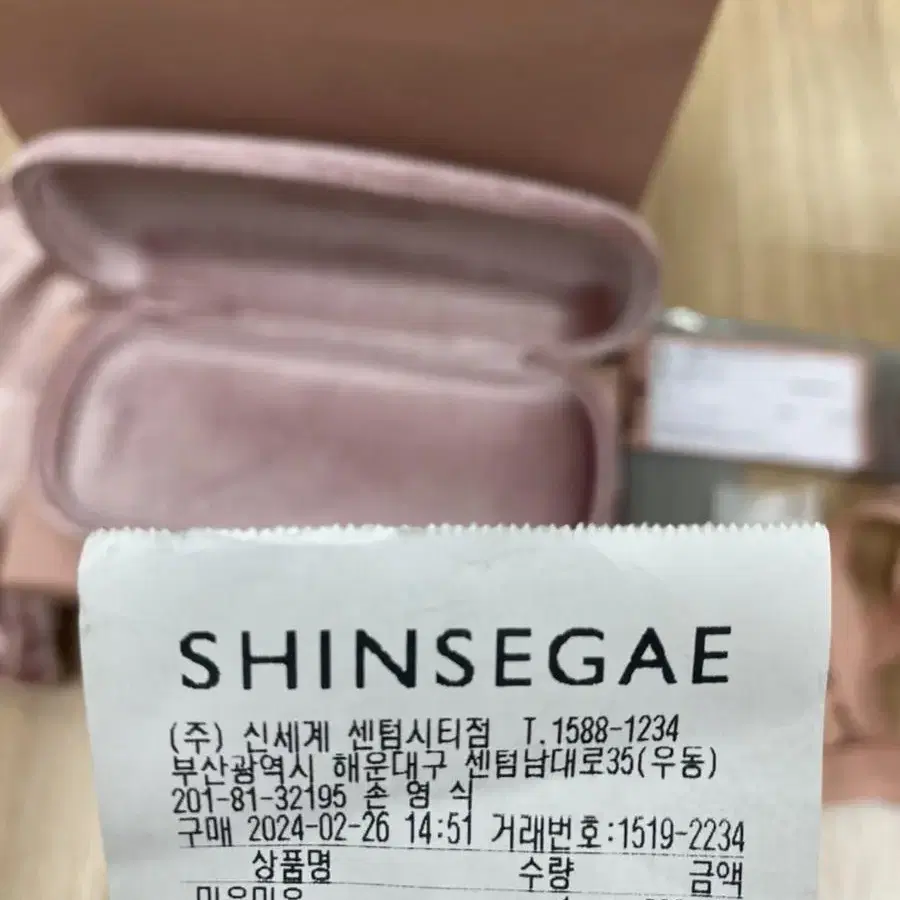 SHINSEGAE
(주) 신세계 센텀시티점 T.1588-1234
부산광역시 해운대구 센텀남대로35(우동)
201-81-32195 손 영 식
구매 2024-02-26 14:51 거래번호:1519-2234
상품명 수량 금액